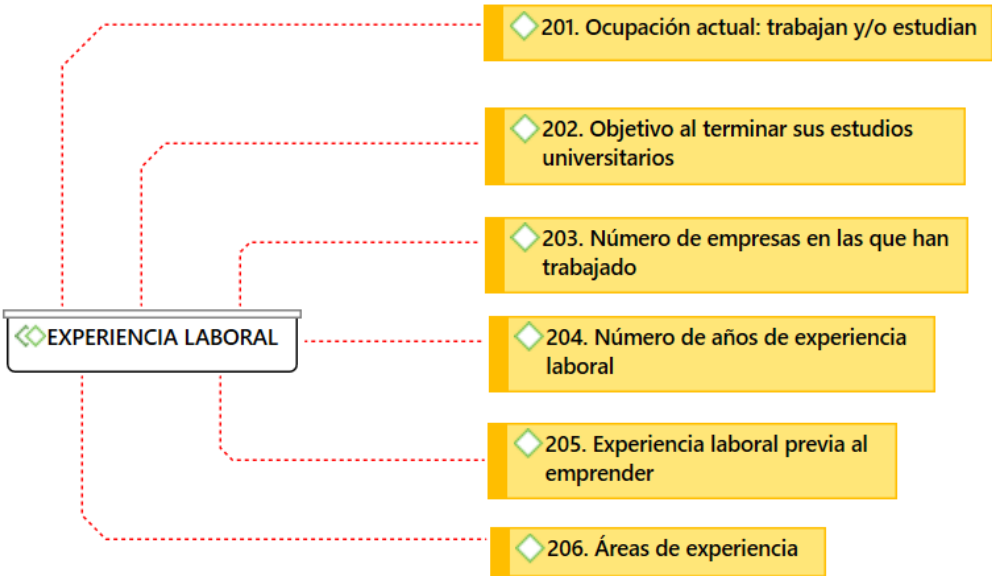 201. Ocupación actual: trabajan y/o estudian
202. Objetivo al terminar sus estudios
universitarios
203. Número de empresas en las que han
trabajado
EXPERIENCIA LABORAL
204. Número de años de experiencia
laboral
205. Experiencia laboral previa al
emprender
206. Áreas de experiencia